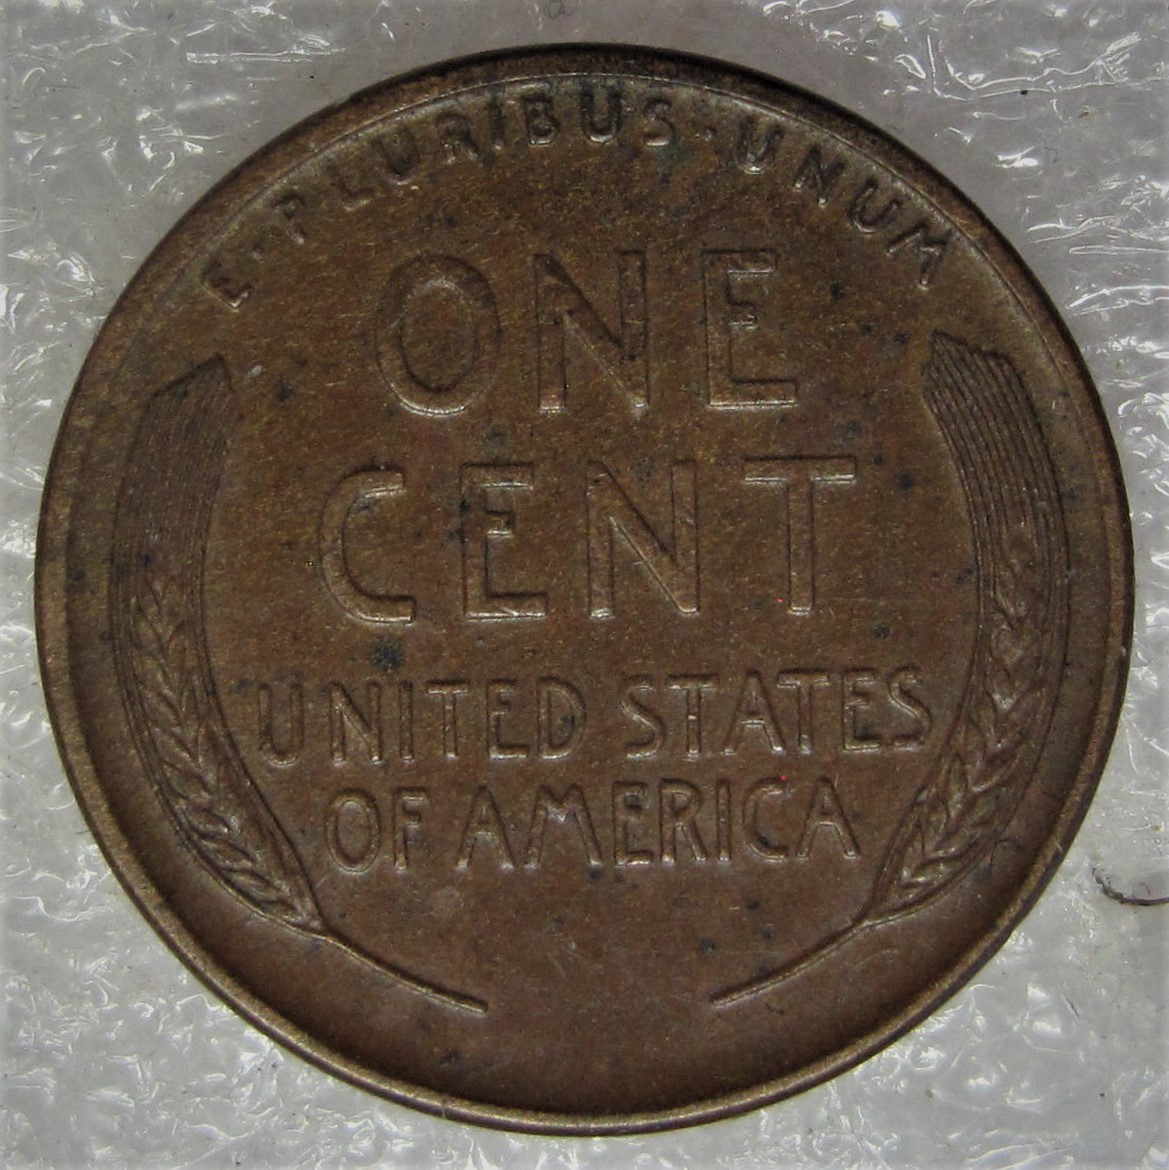 E·PLURIBUS·UNUM
ONE
CENT
UNITED STATES
OF AMERICA